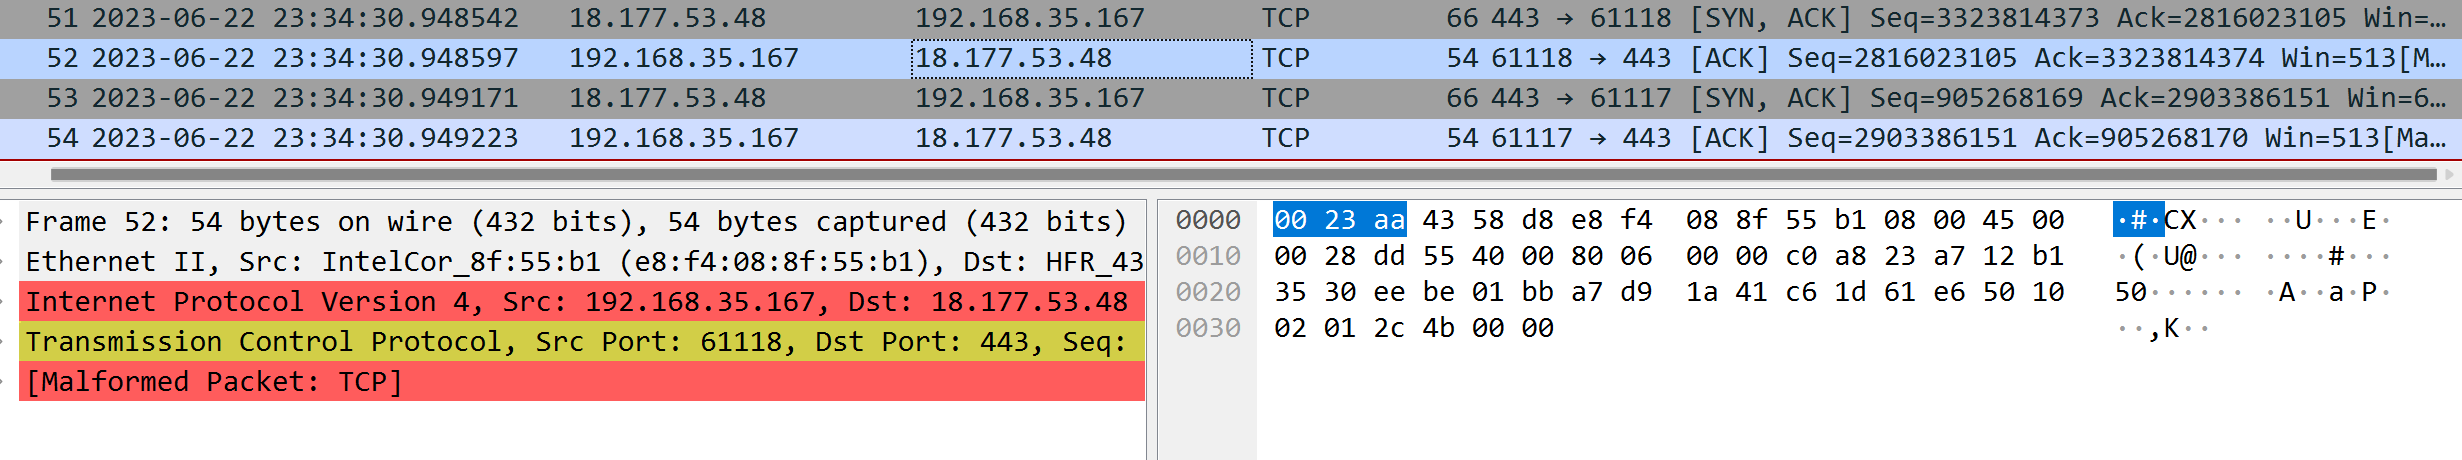 51 2023-06-22 23:34:30.948542 18.177.53.48 192.168.35.167 TCP 66 443 → 61118 [SYN, ACK] Seq=3323814373 Ack=2816023105 Win=…
52 2023-06-22 23:34:30.948597 192.168.35.167 18.177.53.48 TCP 54 61118 → 443 [ACK] Seq=2816023105 Ack=3323814374 Win=513[M…
53 2023-06-22 23:34:30.949171 18.177.53.48 192.168.35.167 TCP 66 443 → 61117 [SYN, ACK] Seq=905268169 Ack=2903386151 Win=6…
54 2023-06-22 23:34:30.949223 192.168.35.167 18.177.53.48 TCP 54 61117 → 443 [ACK] Seq=2903386151 Ack=905268170 Win=513[Ma…
Frame 52: 54 bytes on wire (432 bits), 54 bytes captured (432 bits)
Ethernet II, Src: IntelCor_8f:55:b1 (e8:f4:08:8f:55:b1), Dst: HFR_43
Internet Protocol Version 4, Src: 192.168.35.167, Dst: 18.177.53.48
Transmission Control Protocol, Src Port: 61118, Dst Port: 443, Seq:
[Malformed Packet: TCP]
0000 00 23 aa 43 58 d8 e8 f4 08 8f 55 b1 08 00 45 00 ·#·CX··· ··U···E·
0010 00 28 dd 55 40 00 80 06 00 00 c0 a8 23 a7 12 b1 ·(·U@··· ····#···
0020 35 30 ee be 01 bb a7 d9 1a 41 c6 1d 61 e6 50 10 50······ ·A··a·P·
0030 02 01 2c 4b 00 00 ··,K··